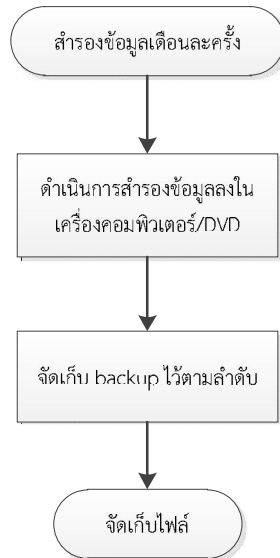 สำรองข้อมูลเดือนละครั้ง
ดำเนินการสำรองข้อมูลลงใน
เครื่องคอมพิวเตอร์/DVD
จัดเก็บ backup ไว้ตามลำดับ
จัดเก็บไฟล์